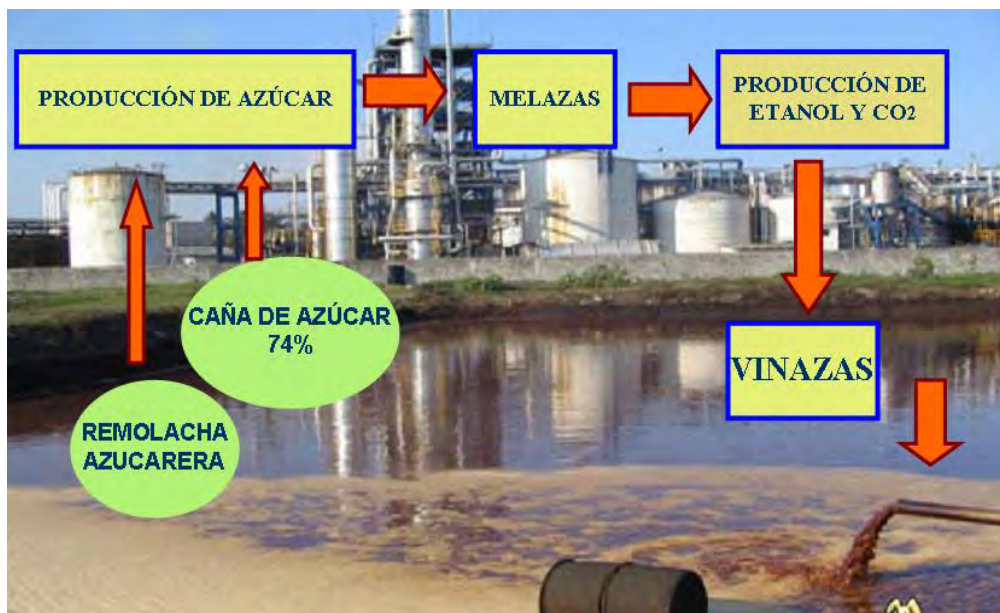 PRODUCCIÓN DE AZÚCAR
MELAZAS
PRODUCCIÓN DE
ETANOL Y CO2
CAÑA DE AZÚCAR
74%
VINAZAS
REMOLACHA
AZUCARERA